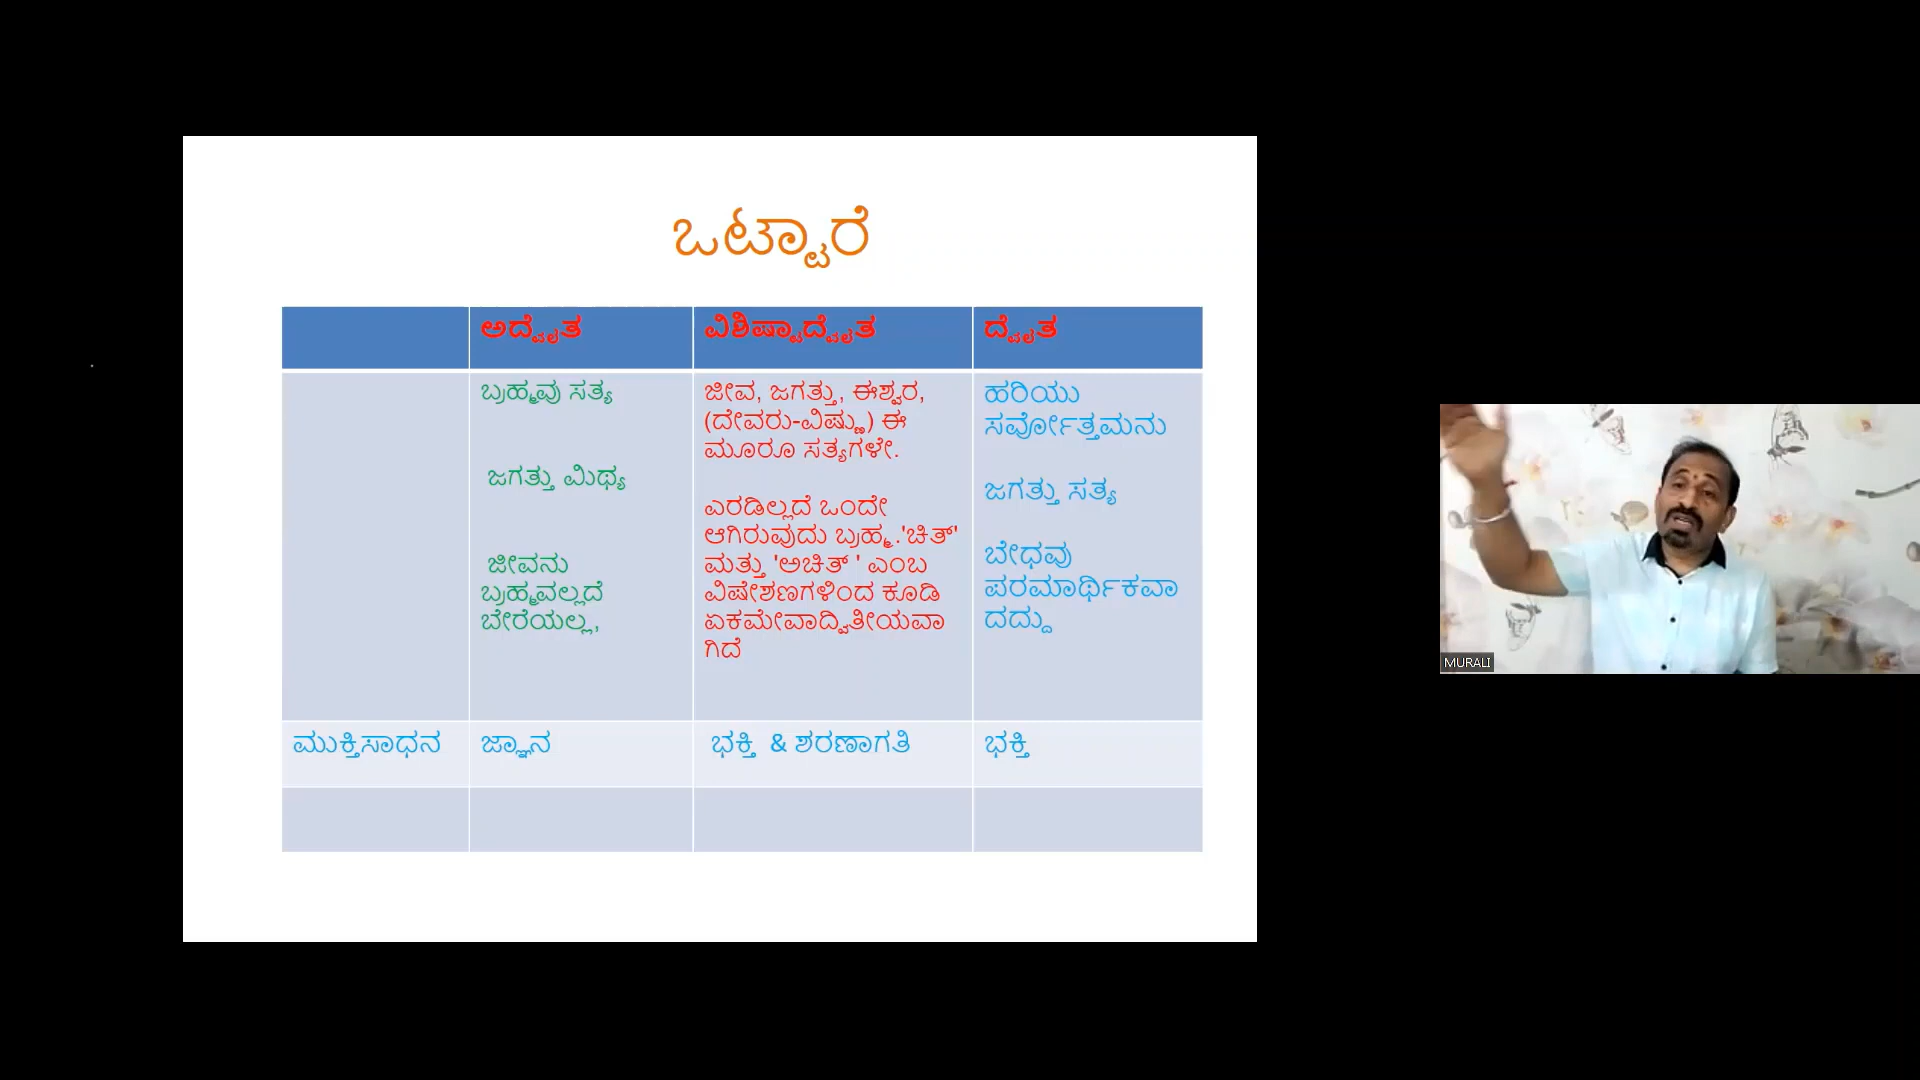 ಒಟ್ಟಾರೆ
ಅದ್ವೈತ
ವಿಶಿಷ್ಟಾದ್ವೈತ
ದ್ವೈತ
ಬ್ರಹ್ಮವು ಸತ್ಯ
ಜಗತ್ತು ಮಿಥ್ಯ
ಜೀವನು
ಬ್ರಹ್ಮವಲ್ಲದೆ
ಬೇರೆಯಲ್ಲ,
ಜೀವ, ಜಗತ್ತು, ಈಶ್ವರ,
(ದೇವರು-ವಿಷ್ಣು) ಈ
ಮೂರೂ ಸತ್ಯಗಳೇ.
ಎರಡಿಲ್ಲದೆ ಒಂದೇ
ಆಗಿರುವುದು ಬ್ರಹ್ಮ.'ಚಿತ್'
ಮತ್ತು 'ಅಚಿತ್ ' ಎಂಬ
ವಿಷೇಶಣಗಳಿಂದ ಕೂಡಿ
ಏಕಮೇವಾದ್ವಿತೀಯವಾ
ಗಿದೆ
ಹರಿಯು
ಸರ್ವೋತ್ತಮನು
ಜಗತ್ತು ಸತ್ಯ
ಬೇಧವು
ಪರಮಾರ್ಥಿಕವಾ
ದದ್ದು
ಮುಕ್ತಿಸಾಧನ
ಜ್ಞಾನ
ಭಕ್ತಿ & ಶರಣಾಗತಿ
ಭಕ್ತಿ
MURALI